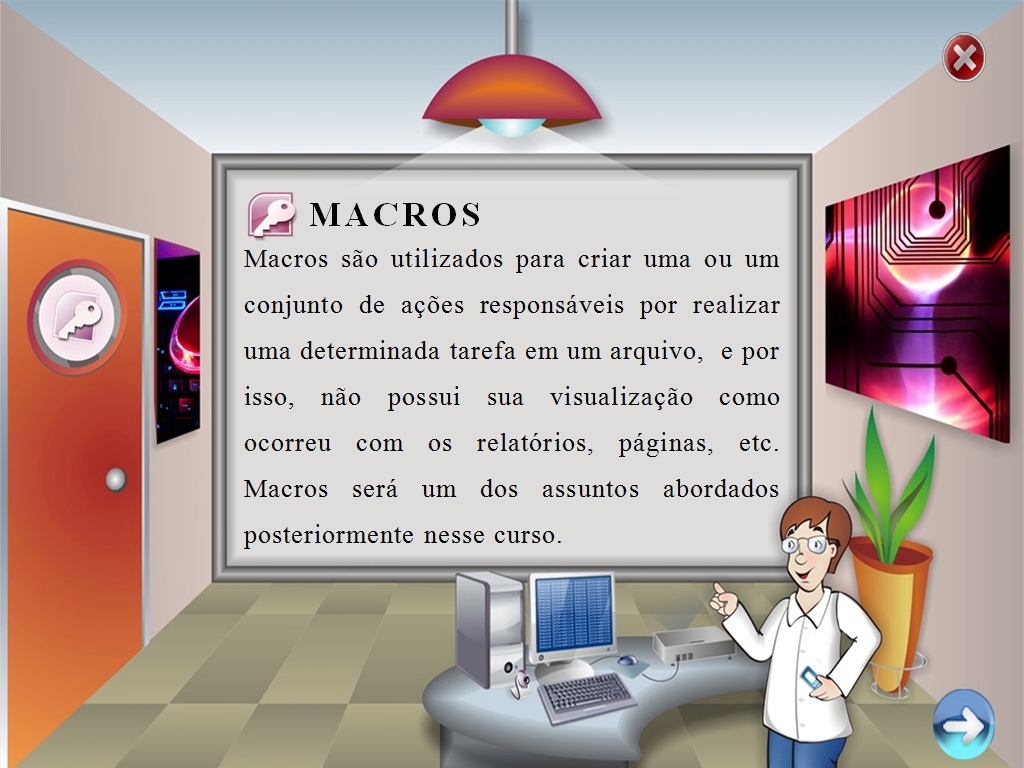 MACROS
Macros são utilizados para criar uma ou um
conjunto de ações responsáveis por realizar
uma determinada tarefa em um arquivo, e por
isso, não possui sua visualização como
ocorreu com os relatórios, páginas, etc.
Macros será um dos assuntos abordados
posteriormente nesse curso.